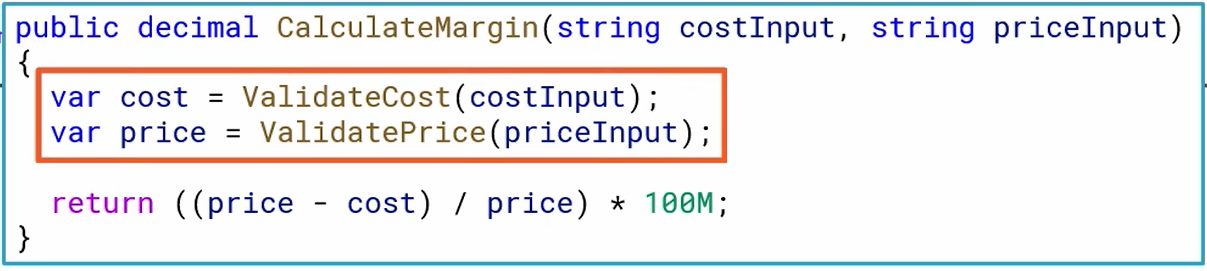 public decimal CalculateMargin(string costInput, string priceInput)
{
var cost = ValidateCost(costInput);
var price = ValidatePrice(priceInput);
return ((price - cost) / price) * 100M;
}